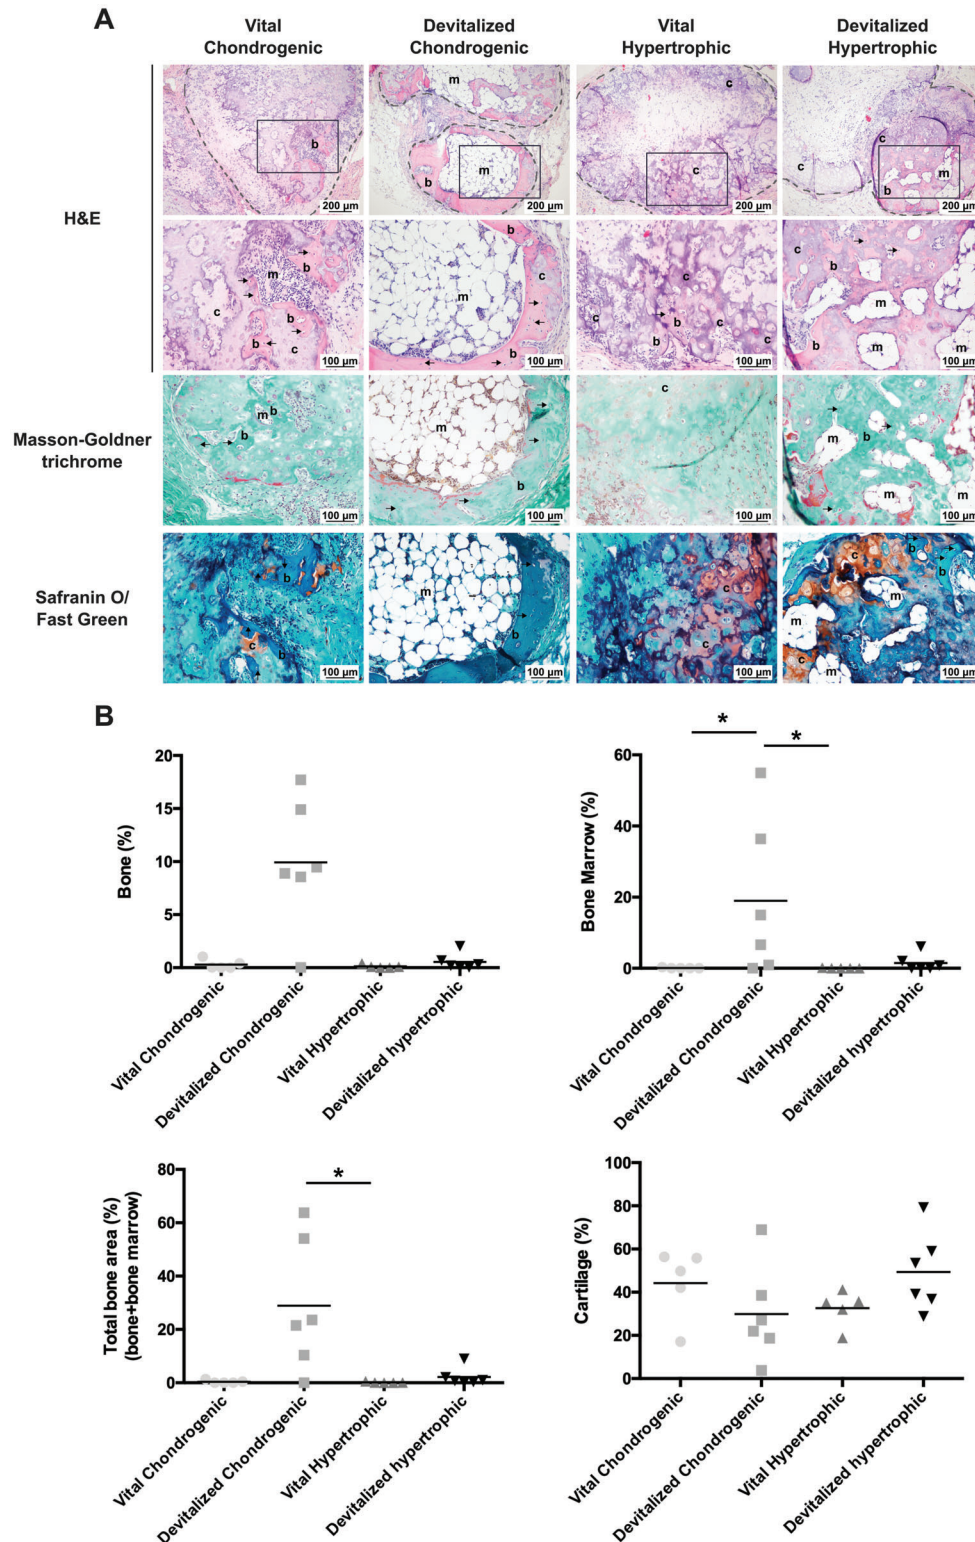 A
Vital
Chondrogenic
Devitalized
Chondrogenic
Vital
Hypertrophic
Devitalized
Hypertrophic
H&E
b
200 µm
m
m
b
200 µm
c
c
200 µm
c
c
m
b
200 µm
m
b
b
c
b
c
100 µm
b
c
m
b
100 µm
c
c
b
b
c
100 µm
c
b
m
b
m
m
100 µm
Masson-Goldner
trichrome
m
b
b
100 µm
m
b
100 µm
c
100 µm
b
m
m
m
100 µm
Safranin O/
Fast Green
b
c
b
100 µm
m
b
100 µm
c
c
100 µm
c
b
b
m
m
c
m
100 µm
B
Bone (%)
20
15
10
5
0
Vital Chondrogenic
Devitalized Chondrogenic
Vital Hypertrophic
Devitalized hypertrophic
* *
Bone Marrow (%)
60
40
20
0
Vital Chondrogenic
Devitalized Chondrogenic
Vital Hypertrophic
Devitalized hypertrophic
*
Total bone area (%)
(bone+bone marrow)
80
60
40
20
0
Vital Chondrogenic
Devitalized Chondrogenic
Vital Hypertrophic
Devitalized hypertrophic
Cartilage (%)
100
80
60
40
20
0
Vital Chondrogenic
Devitalized Chondrogenic
Vital Hypertrophic
Devitalized hypertrophic